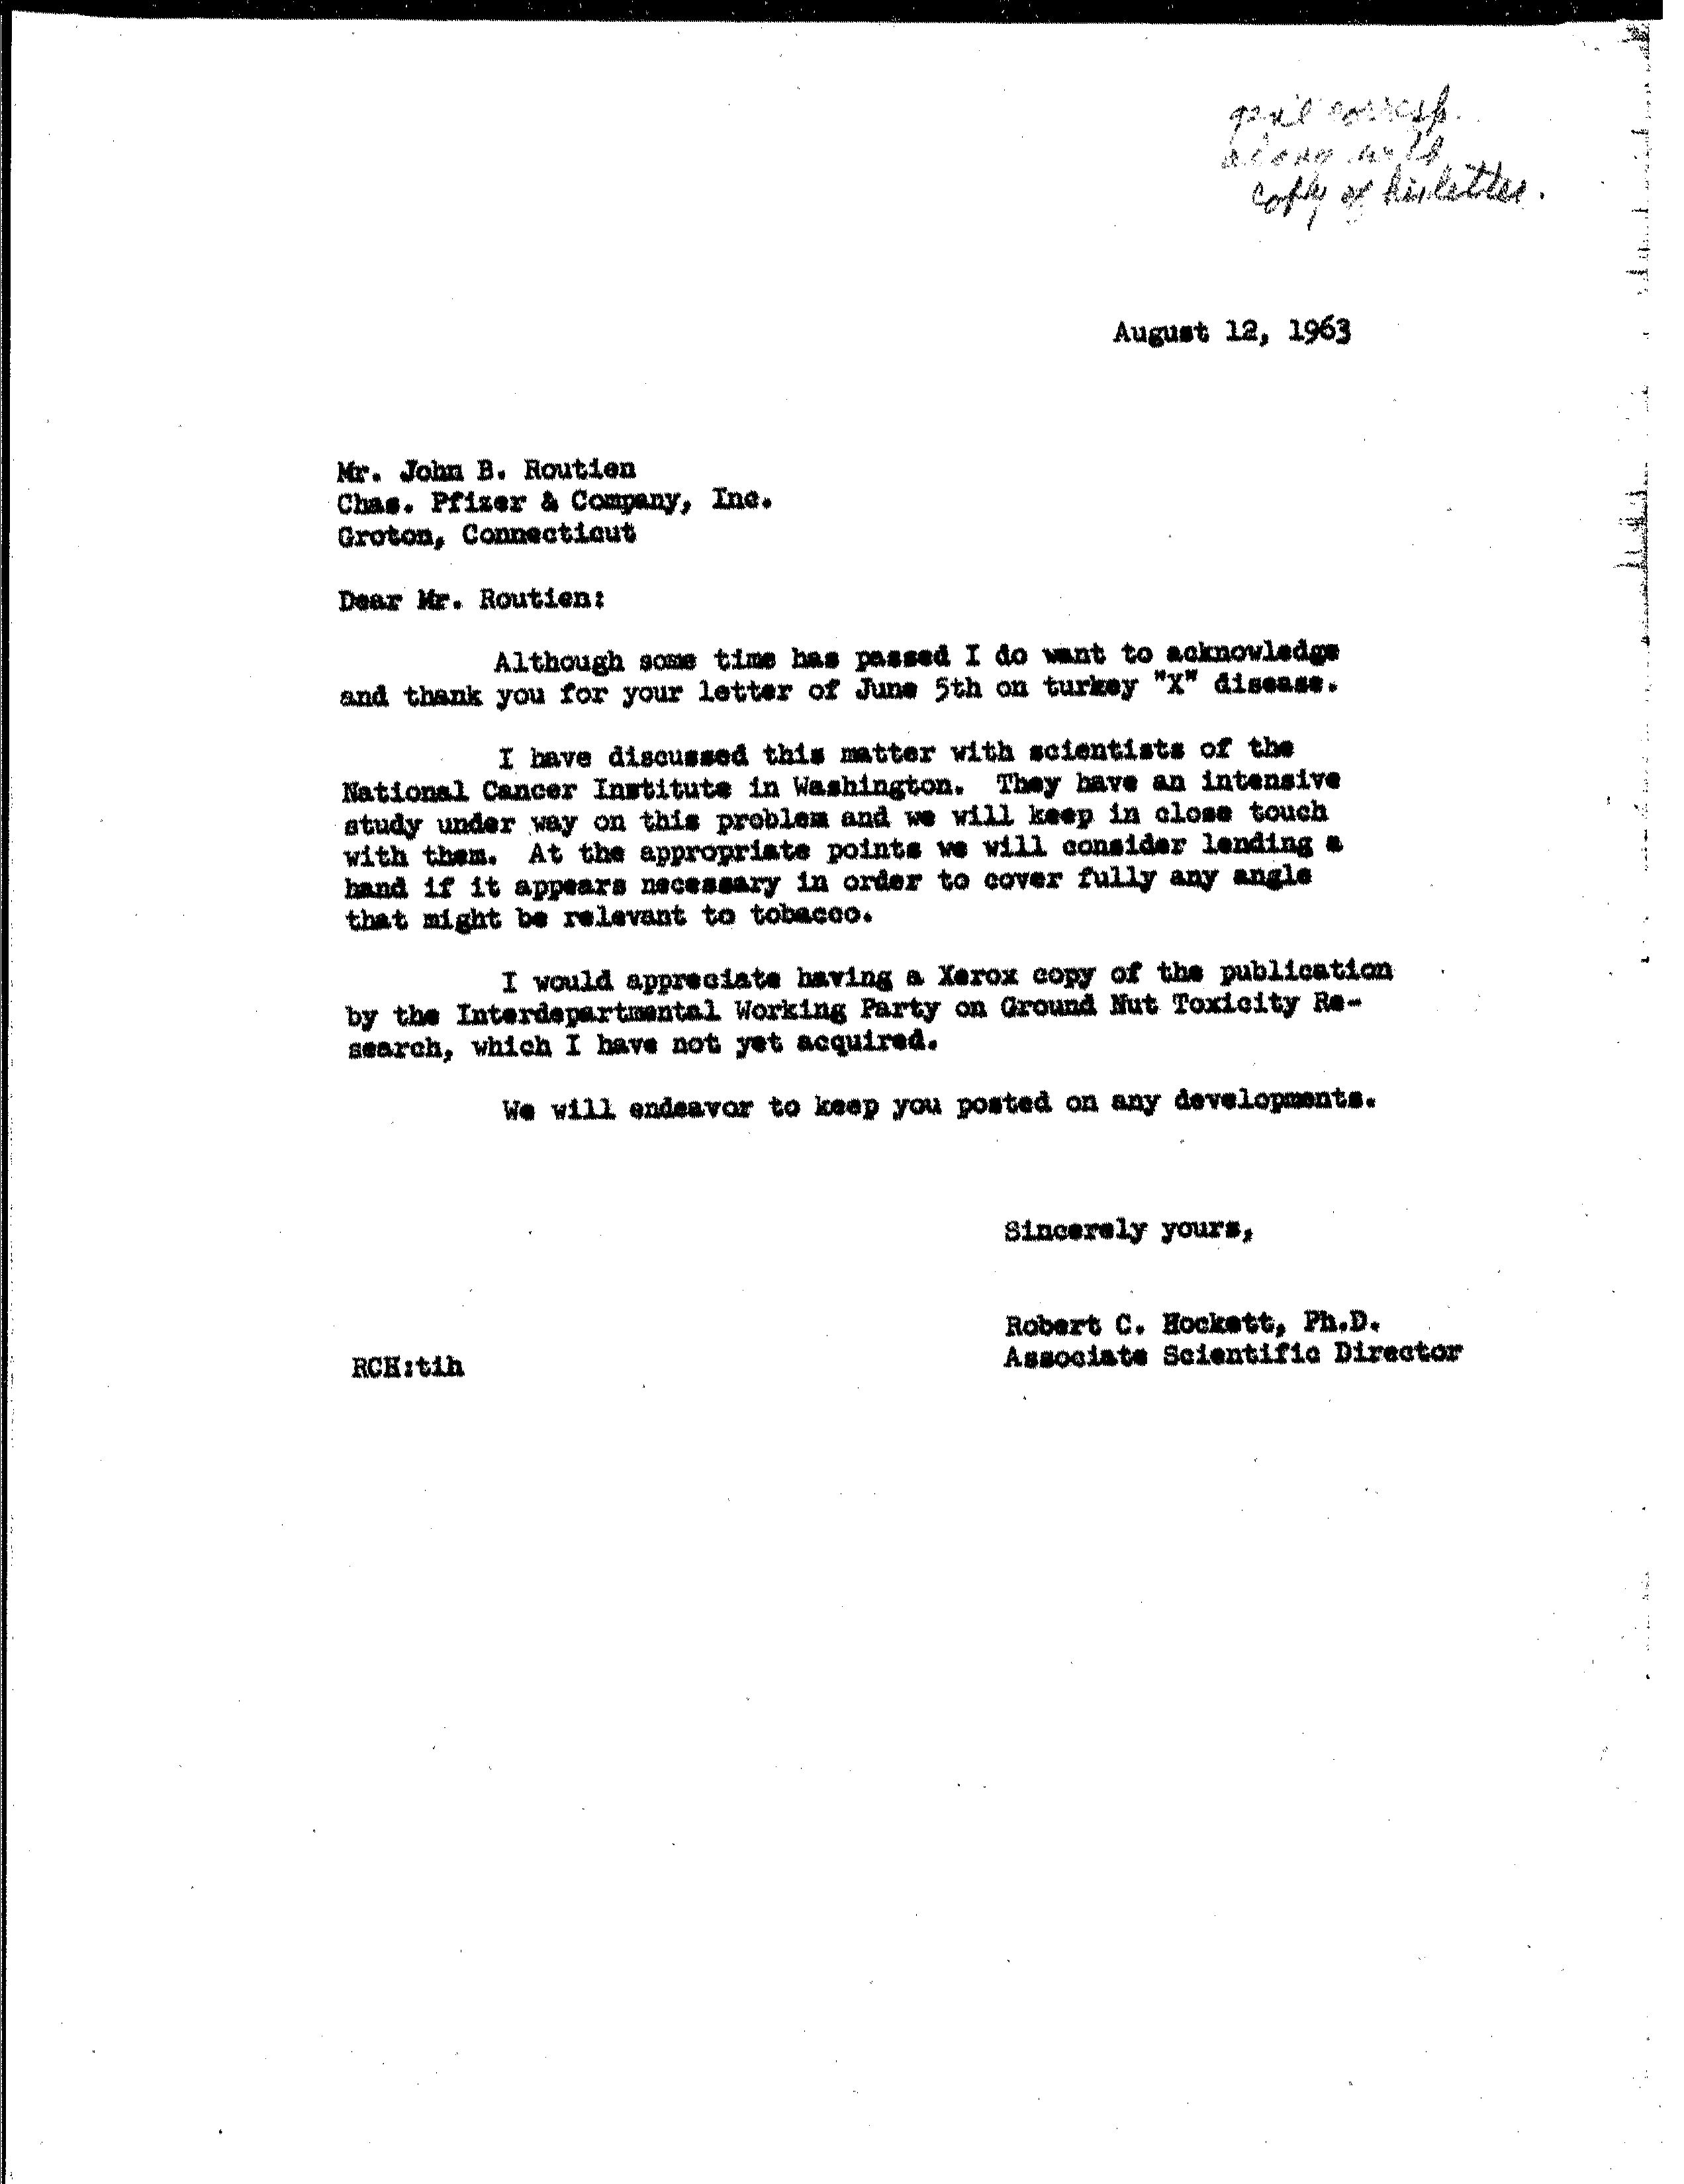 gen'l corresp.
along with
copy of his letter.
August 12, 1963
Mr. John B. Routien
Chas. Pfizer & Company, Inc.
Groton, Connecticut
Dear Mr. Routien:
Although some time has passed I do want to acknowledge
and thank you for your letter of June 5th on turkey "X" disease.
I have discussed this matter with scientists of the
National Cancer Institute in Washington. They have an intensive
study under way on this problem and we will keep in close touch
with them. At the appropriate points we will consider lending a
hand if it appears necessary in order to cover fully any angle
that might be relevant to tobacco.
I would appreciate having a Xerox copy of the publication
by the Interdepartmental Working Party on Ground Nut Toxicity Re-
search, which I have not yet acquired.
We will endeavor to keep you posted on any developments.
Sincerely yours,
Robert C. Hockett, Ph.D.
Associate Scientific Director
RCH:tih